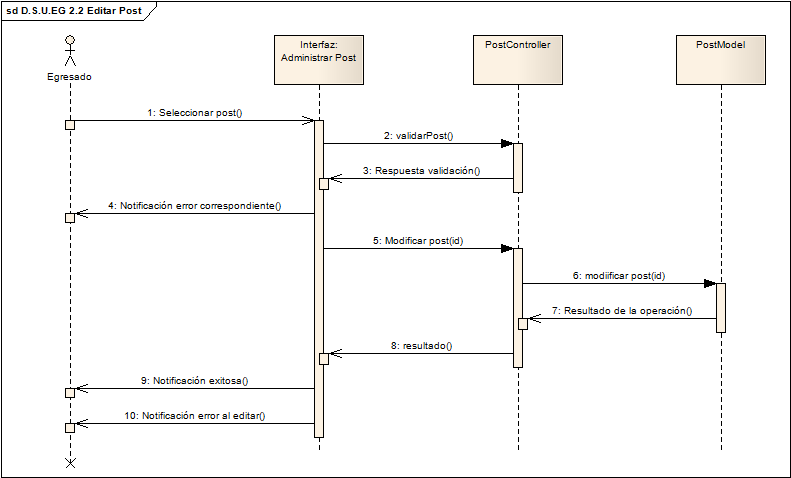 sd D.S.U.EG 2.2 Editar Post
Egresado
Interfaz:
Administrar Post
PostController
PostModel
1: Seleccionar post()
2: validarPost()
3: Respuesta validación()
4: Notificación error correspondiente()
5: Modificar post(id)
6: modiificar post(id)
7: Resultado de la operación()
8: resultado()
9: Notificación exitosa()
10: Notificación error al editar()